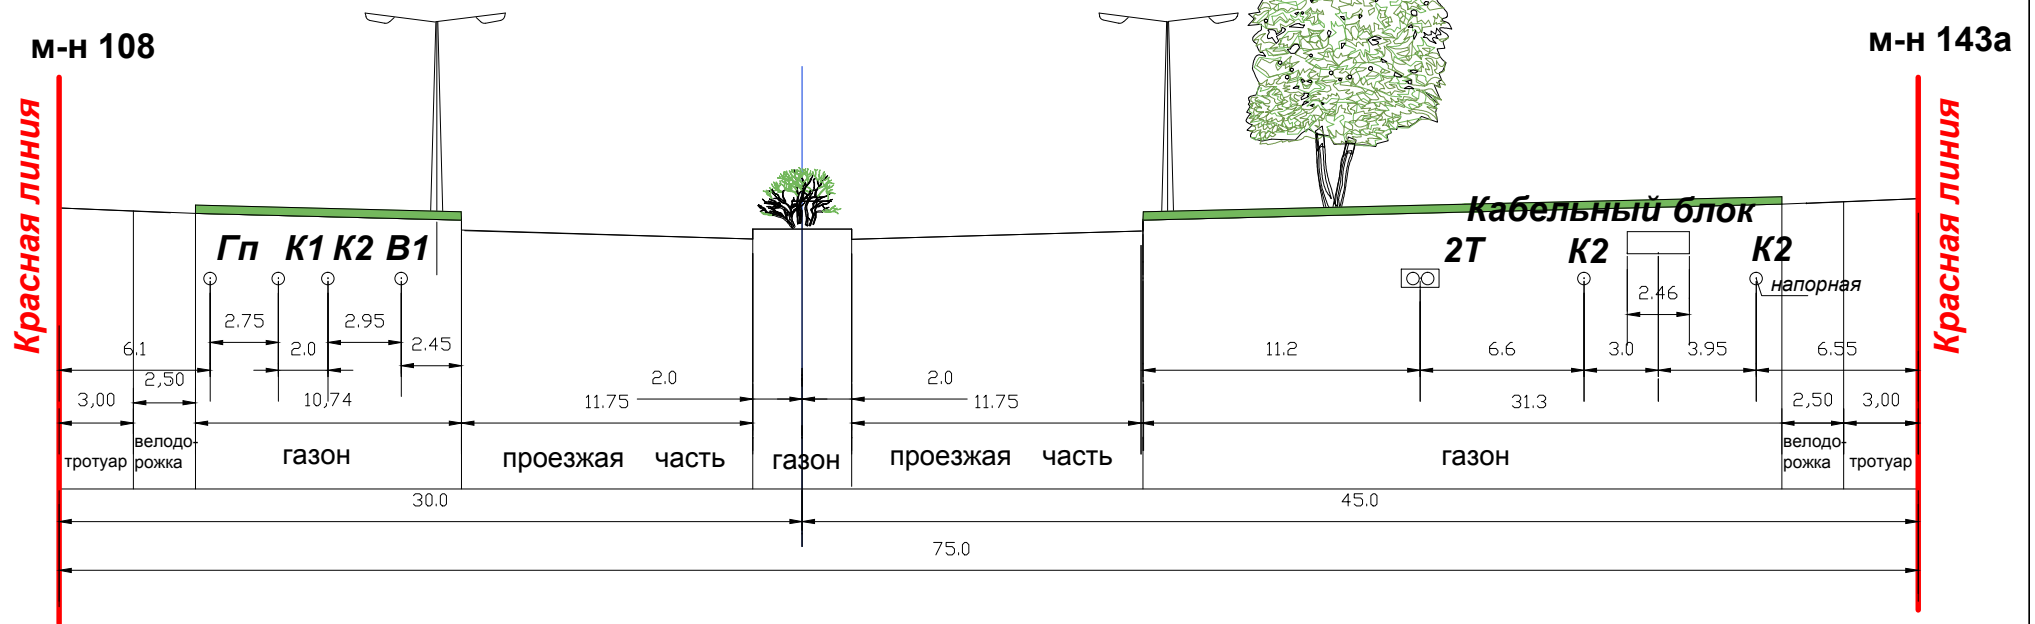 м-н 108
м-н 143а
Красная линия
Красная линия
Кабельный блок
Гп К1 К2 В1
2Т К2 К2
напорная
2.75 2.95 2.46
6.1 2.0 2.45 11.2 6.6 3.0 3.95 6.55
2,50 2.0 2.0
3,00 10,74 11.75 11.75 31.3 2,50 3,00
тротуар
велодо-
рожка
газон
проезжая часть
газон
проезжая часть
газон
велодо-
рожка
тротуар
30.0 45.0
75.0